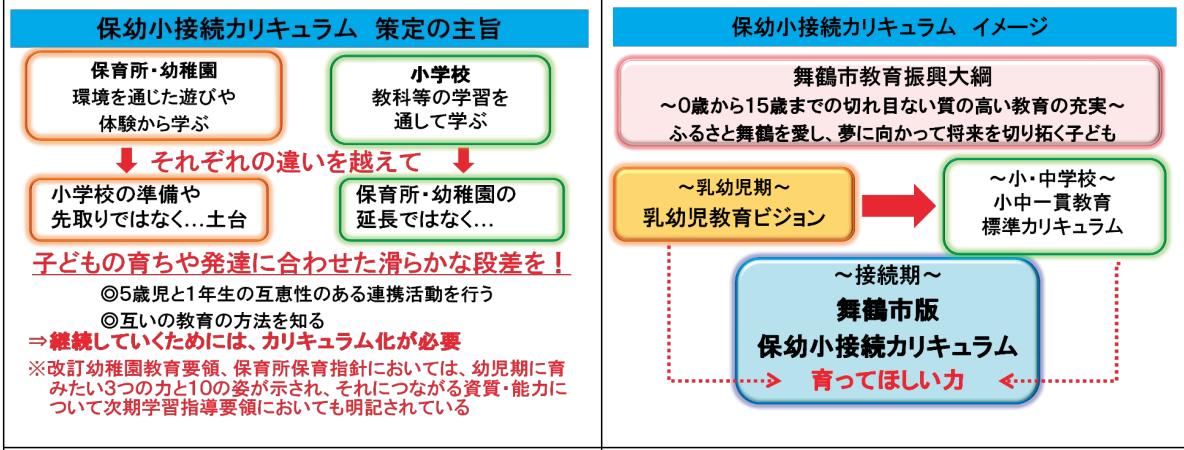 保幼小接続カリキュラム 策定の主旨
保育所・幼稚園
環境を通じた遊びや
体験から学ぶ
小学校
教科等の学習を
通して学ぶ
それぞれの違いを越えて
小学校の準備や
先取りではなく…土台
保育所・幼稚園の
延長ではなく…
子どもの育ちや発達に合わせた滑らかな段差を！
◎5歳児と1年生の互恵性のある連携活動を行う
◎互いの教育の方法を知る
⇒継続していくためには、カリキュラム化が必要
※改訂幼稚園教育要領、保育所保育指針においては、幼児期に育
みたい3つの力と10の姿が示され、それにつながる資質・能力に
ついて次期学習指導要領においても明記されている
保幼小接続カリキュラム イメージ
舞鶴市教育振興大綱
～0歳から15歳までの切れ目ない質の高い教育の充実～
ふるさと舞鶴を愛し、夢に向かって将来を切り拓く子ども
～乳幼児期～
乳幼児教育ビジョン
～小・中学校～
小中一貫教育
標準カリキュラム
～接続期～
舞鶴市版
保幼小接続カリキュラム
育ってほしい力